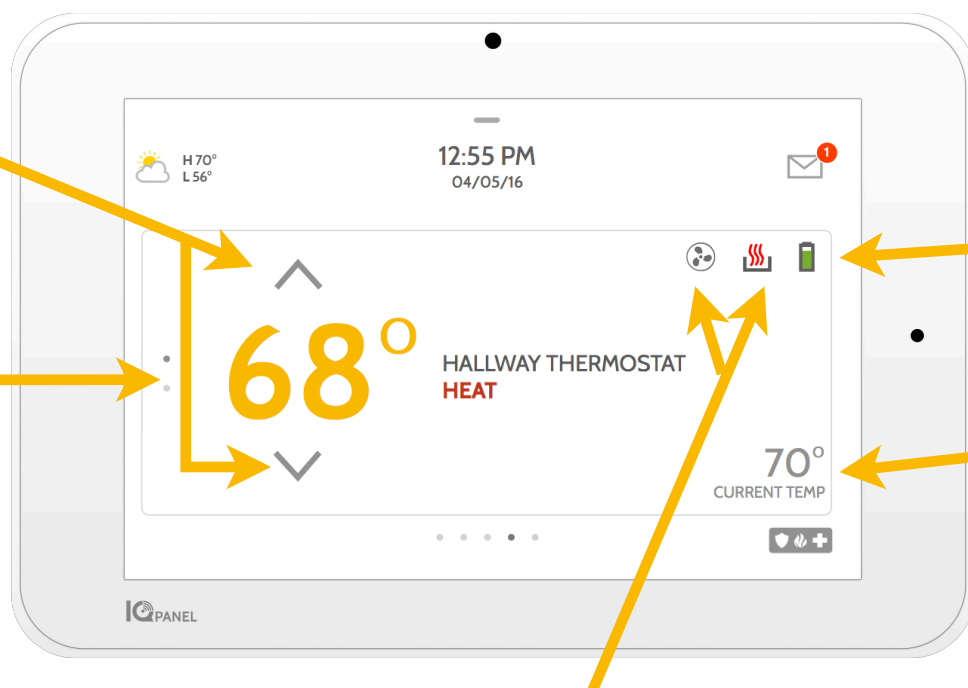 H 70°
L 56°
12:55 PM
04/05/16
1
68°
HALLWAY THERMOSTAT
HEAT
70°
CURRENT TEMP
IQ PANEL